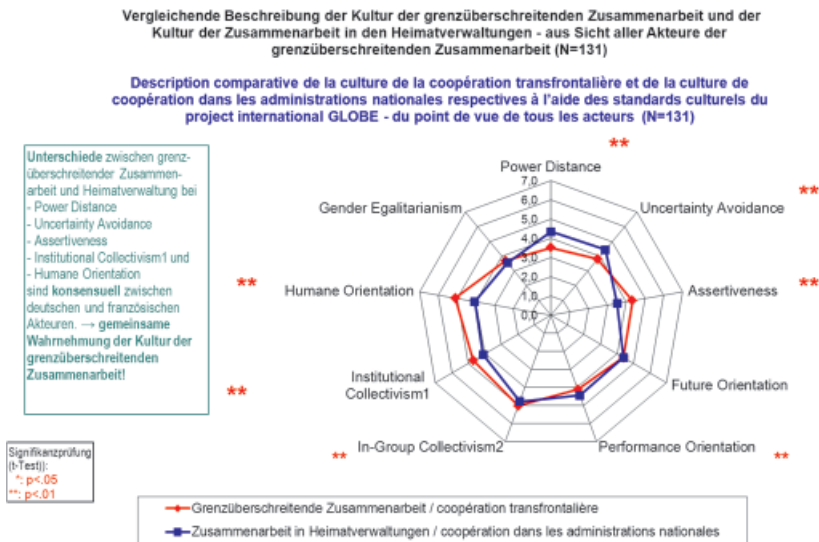 Vergleichende Beschreibung der Kultur der grenzüberschreitenden Zusammenarbeit und der
Kultur der Zusammenarbeit in den Heimatverwaltungen - aus Sicht aller Akteure der
grenzüberschreitenden Zusammenarbeit (N=131)
Description comparative de la culture de la coopération transfrontalière et de la culture de
coopération dans les administrations nationales respectives à l'aide des standards culturels du
project international GLOBE - du point de vue de tous les acteurs (N=131)
Unterschiede zwischen grenz-
überschreitender Zusammen-
arbeit und Heimatverwaltung bei
- Power Distance
- Uncertainty Avoidance
- Assertiveness
- Institutional Collectivism1 und
- Humane Orientation
sind konsensuell zwischen
deutschen und französischen
Akteuren. → gemeinsame
Wahrnehmung der Kultur der
grenzüberschreitenden
Zusammenarbeit!
**
Power Distance
7,0
6,0
5,0
4,0
3,0
2,0
1,0
0,0
Gender Egalitarianism
Uncertainty Avoidance
**
**
Humane Orientation
Assertiveness
**
Institutional
Collectivism1
Future Orientation
**
**
In-Group Collectivism2
Performance Orientation
**
Signifikanzprüfung
(t-Test)):
*: p<.05
**: p<.01
Grenzüberschreitende Zusammenarbeit / coopération transfrontalière
Zusammenarbeit in Heimatverwaltungen / coopération dans les administrations nationales